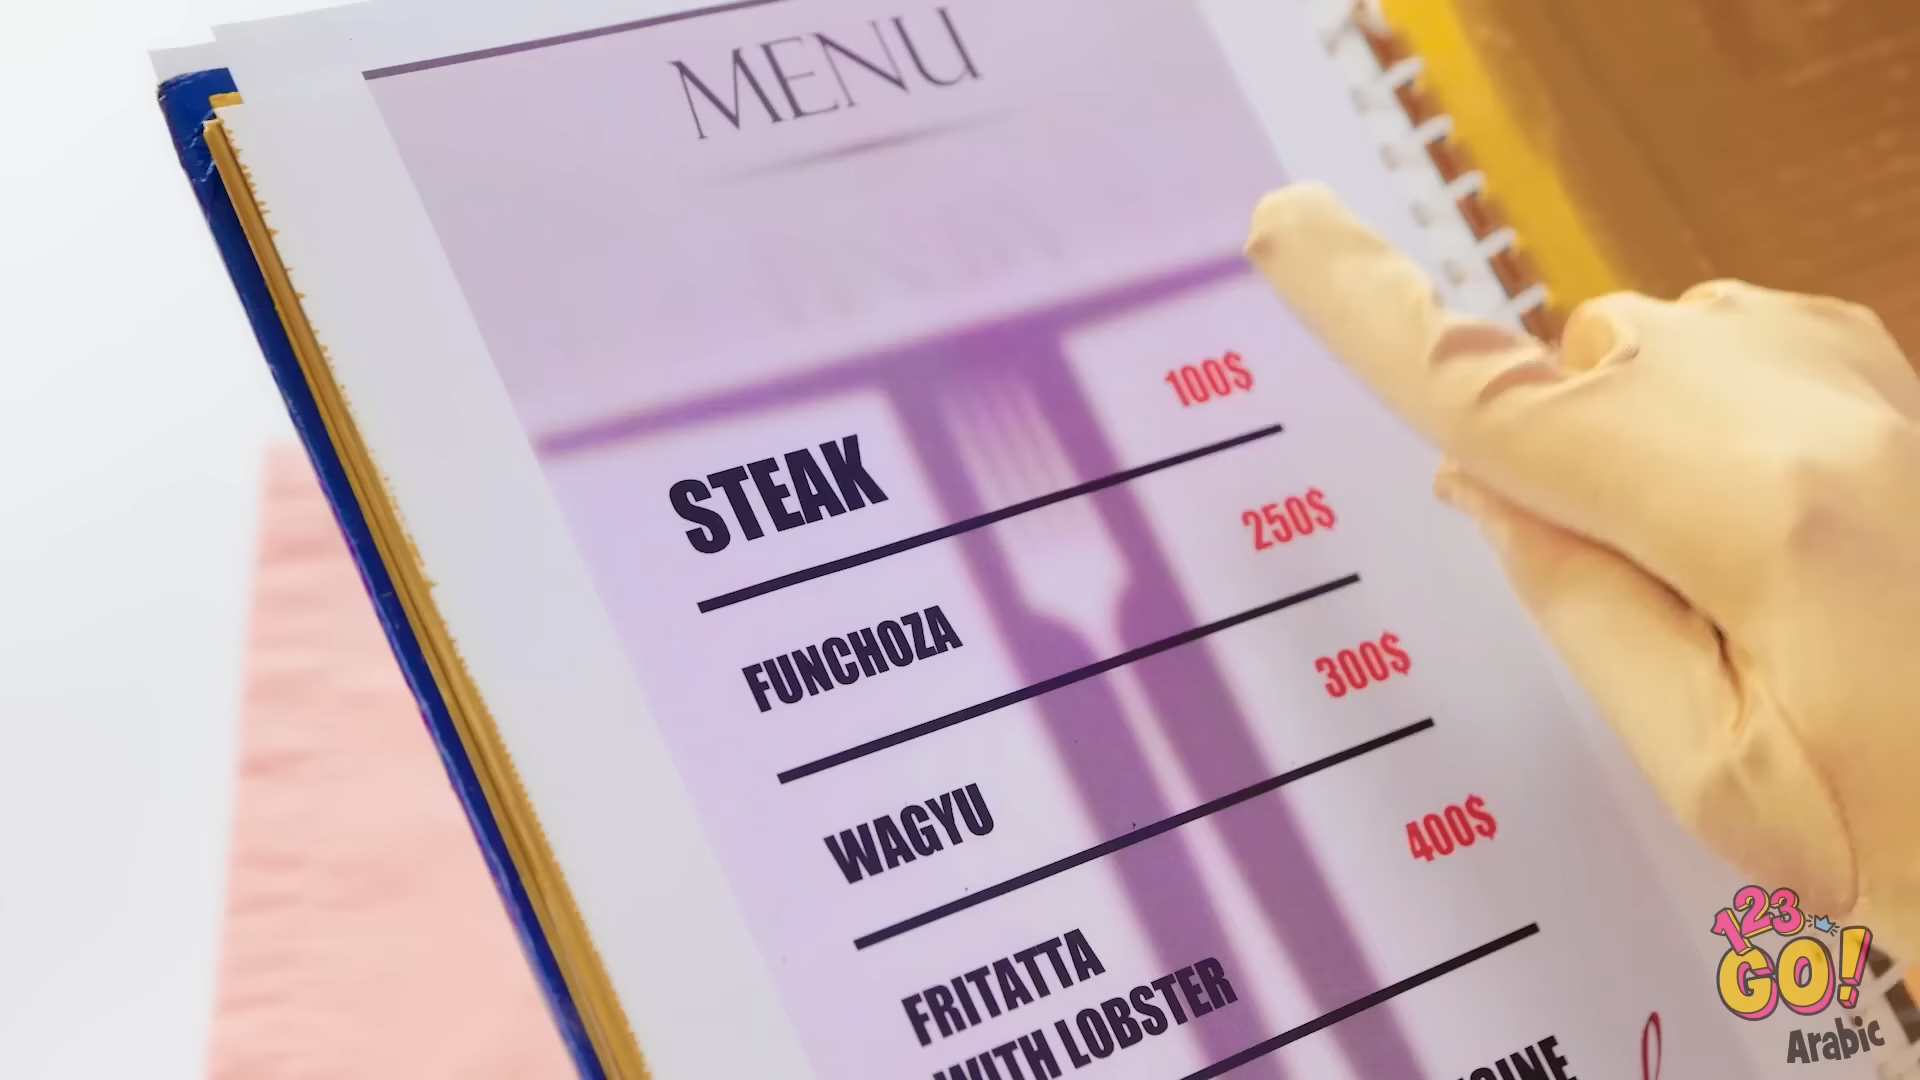 MENU
STEAK 100$
FUNCHOZA 250$
WAGYU 300$
FRITATTA 400$
WITH LOBSTER
123
GO!
Arabic